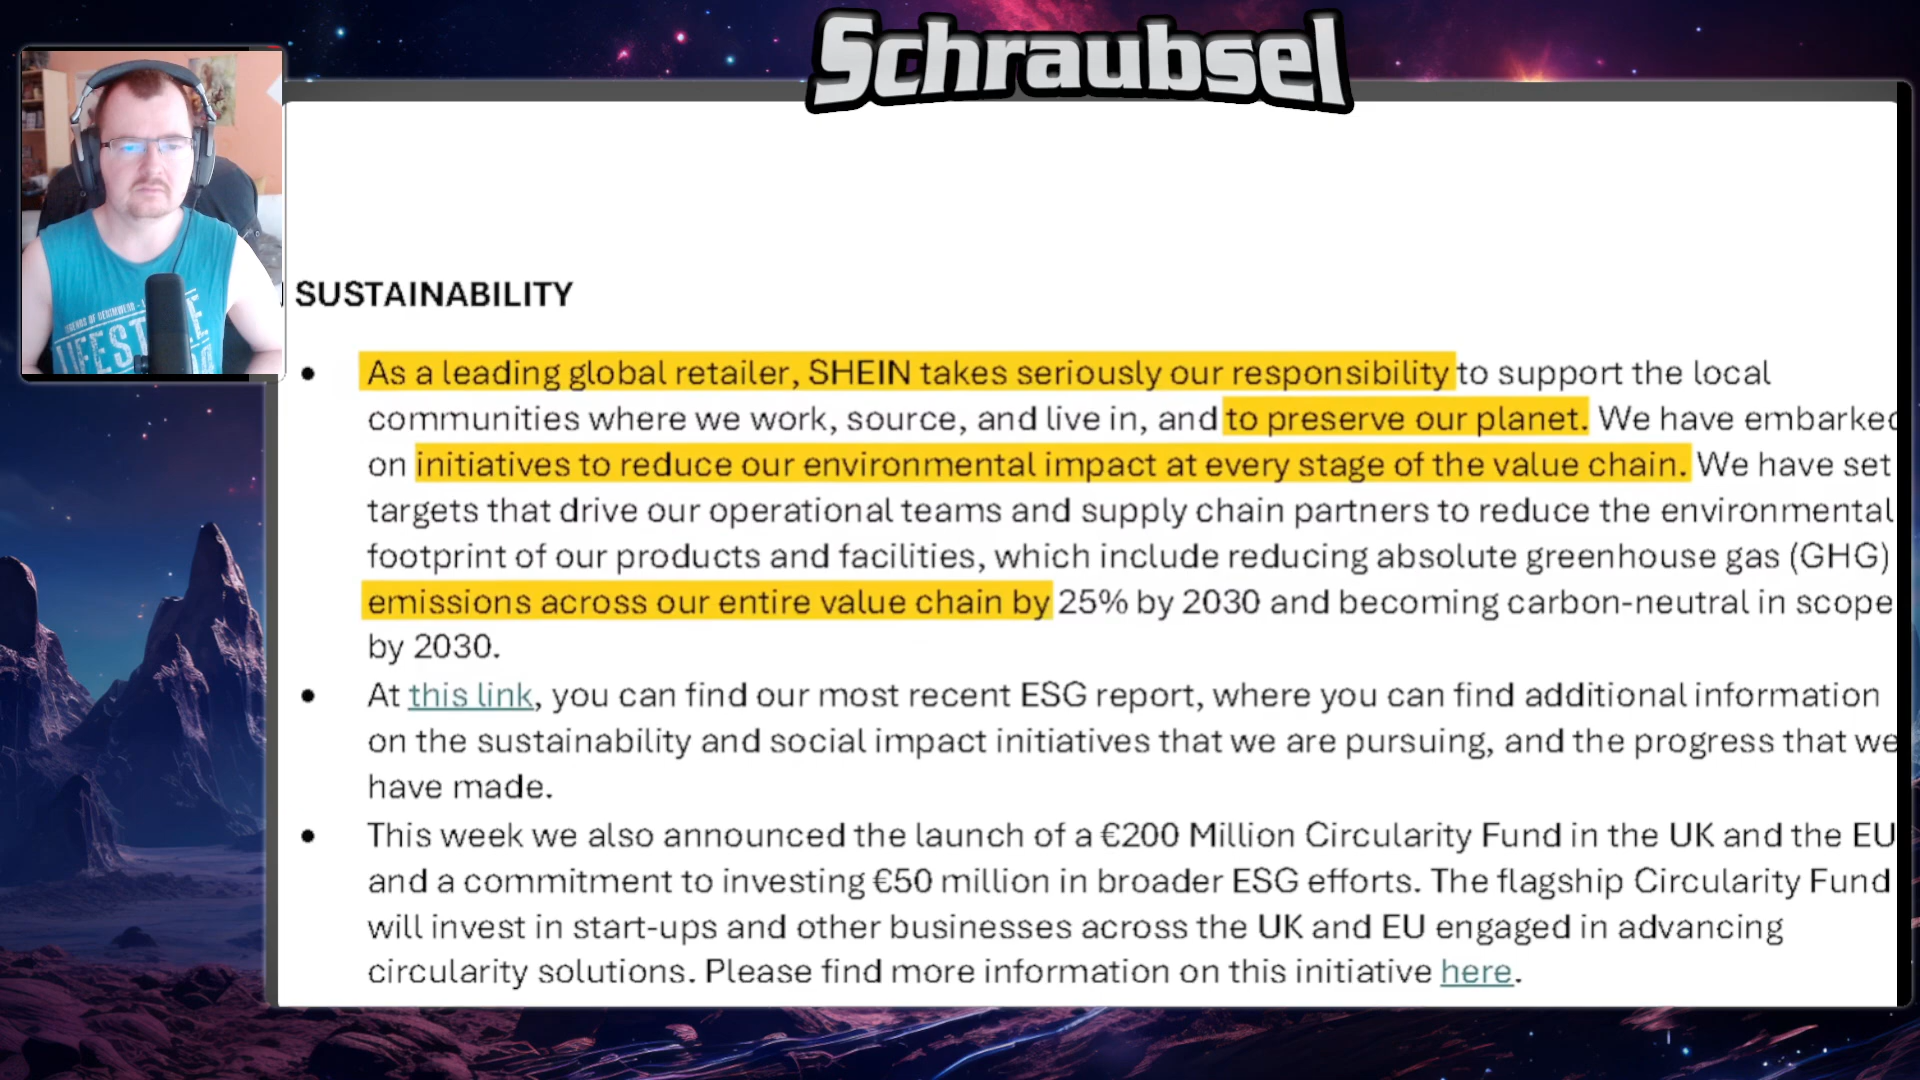 Schraubsel
SUSTAINABILITY
• As a leading global retailer, SHEIN takes seriously our responsibility to support the local
communities where we work, source, and live in, and to preserve our planet. We have embarked
on initiatives to reduce our environmental impact at every stage of the value chain. We have set
targets that drive our operational teams and supply chain partners to reduce the environmental
footprint of our products and facilities, which include reducing absolute greenhouse gas (GHG)
emissions across our entire value chain by 25% by 2030 and becoming carbon-neutral in scope
by 2030.
• At this link, you can find our most recent ESG report, where you can find additional information
on the sustainability and social impact initiatives that we are pursuing, and the progress that we
have made.
• This week we also announced the launch of a €200 Million Circularity Fund in the UK and the EU
and a commitment to investing €50 million in broader ESG efforts. The flagship Circularity Fund
will invest in start-ups and other businesses across the UK and EU engaged in advancing
circularity solutions. Please find more information on this initiative here.